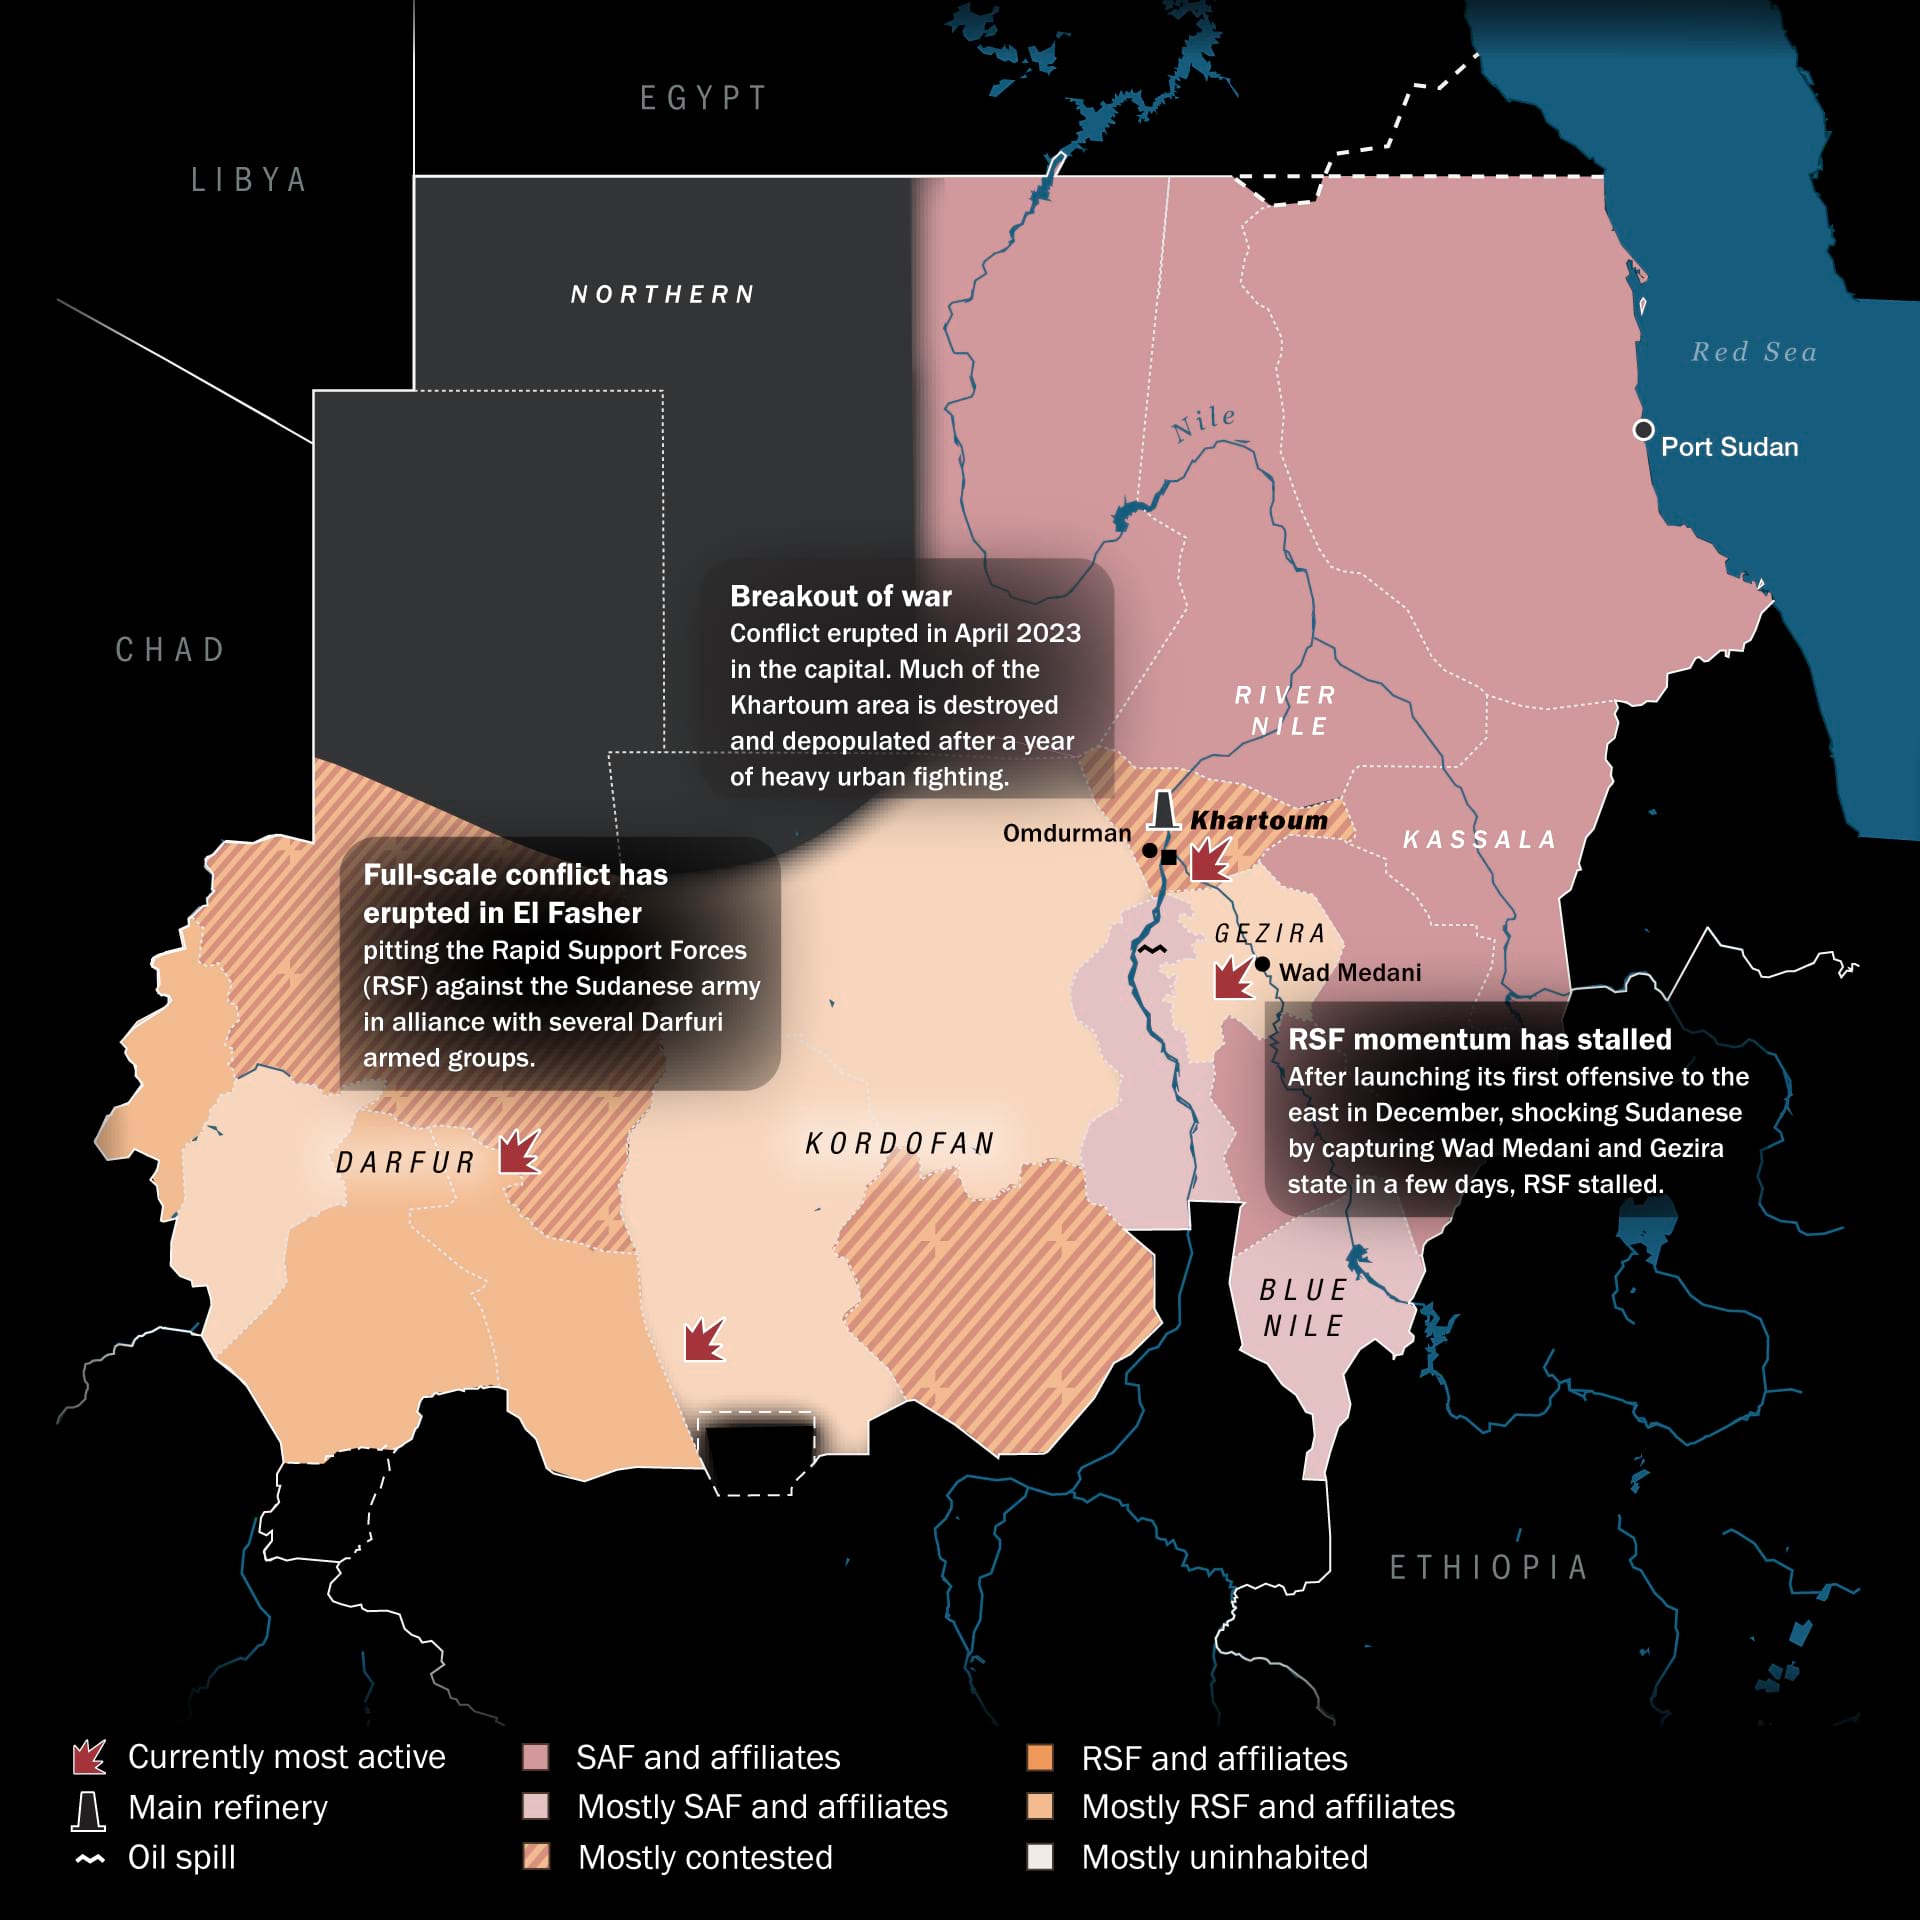 EGYPT
LIBYA
NORTHERN
Red Sea
Nile
Port Sudan
CHAD
Breakout of war
Conflict erupted in April 2023
in the capital. Much of the
Khartoum area is destroyed
and depopulated after a year
of heavy urban fighting.
RIVER
NILE
Omdurman
Khartoum
KASSALA
Full-scale conflict has
erupted in El Fasher
pitting the Rapid Support Forces
(RSF) against the Sudanese army
in alliance with several Darfuri
armed groups.
GEZIRA
Wad Medani
RSF momentum has stalled
After launching its first offensive to the
east in December, shocking Sudanese
by capturing Wad Medani and Gezira
state in a few days, RSF stalled.
DARFUR
KORDOFAN
BLUE
NILE
ETHIOPIA
Currently most active
Main refinery
Oil spill
SAF and affiliates
Mostly SAF and affiliates
Mostly contested
RSF and affiliates
Mostly RSF and affiliates
Mostly uninhabited